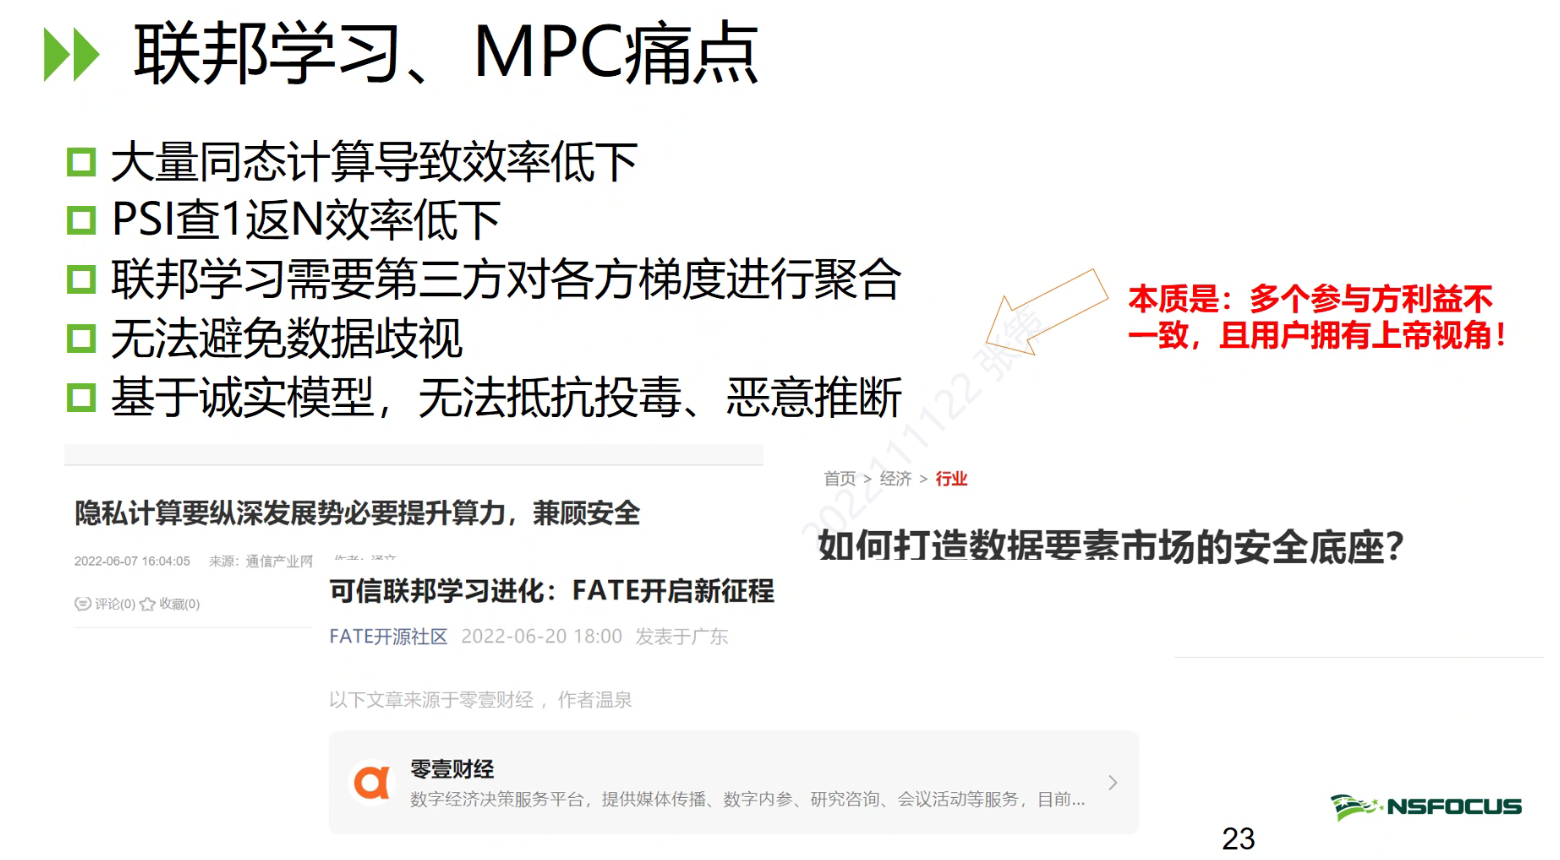 联邦学习、MPC痛点
大量同态计算导致效率低下
PSI查1返N效率低下
联邦学习需要第三方对各方梯度进行聚合
无法避免数据歧视
基于诚实模型，无法抵抗投毒、恶意推断
本质是：多个参与方利益不
一致，且用户拥有上帝视角！
2022111122 张策
隐私计算要纵深发展势必要提升算力，兼顾安全
2022-06-07 16:04:05 来源：通信产业网
评论(0) 收藏(0)
首页 > 经济 > 行业
如何打造数据要素市场的安全底座？
可信联邦学习进化：FATE开启新征程
FATE开源社区 2022-06-20 18:00 发表于广东
以下文章来源于零壹财经 ，作者温泉
零壹财经
数字经济决策服务平台，提供媒体传播、数字内参、研究咨询、会议活动等服务，目前...
NSFOCUS
23